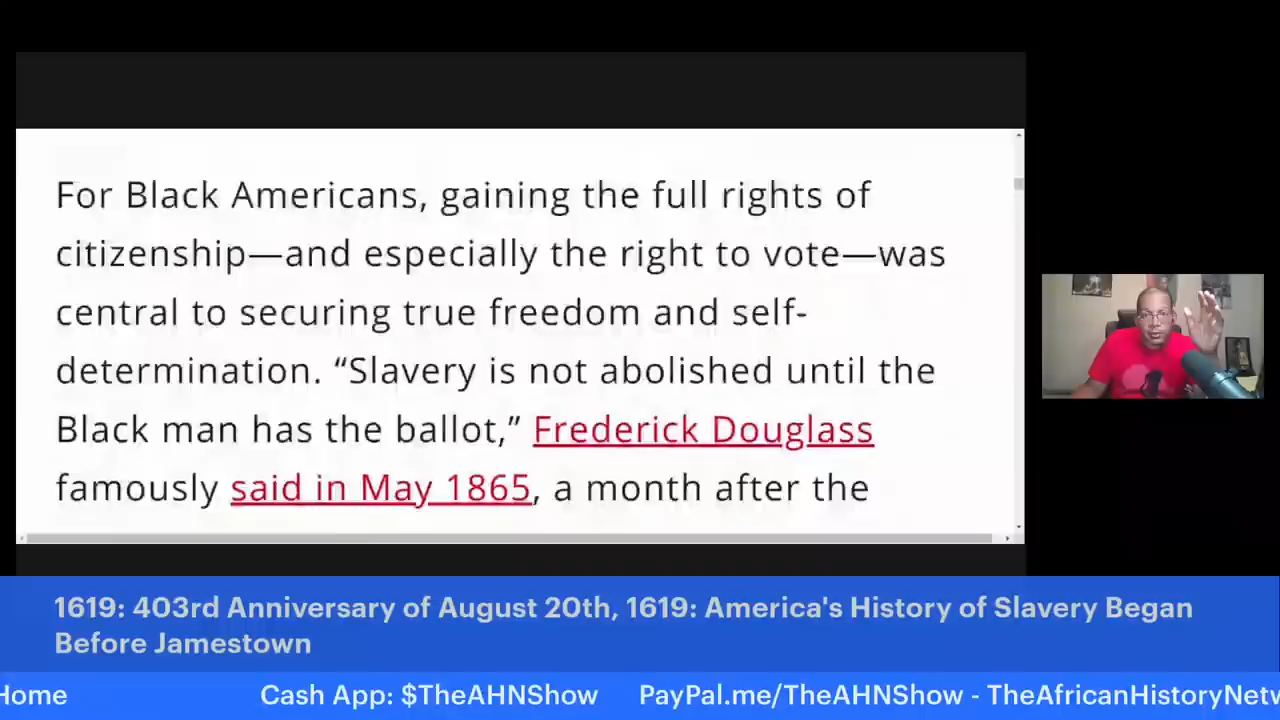 For Black Americans, gaining the full rights of
citizenship—and especially the right to vote—was
central to securing true freedom and self-
determination. “Slavery is not abolished until the
Black man has the ballot,” Frederick Douglass
famously said in May 1865, a month after the
1619: 403rd Anniversary of August 20th, 1619: America's History of Slavery Began
Before Jamestown
Home Cash App: $TheAHNShow PayPal.me/TheAHNShow - TheAfricanHistoryNetw